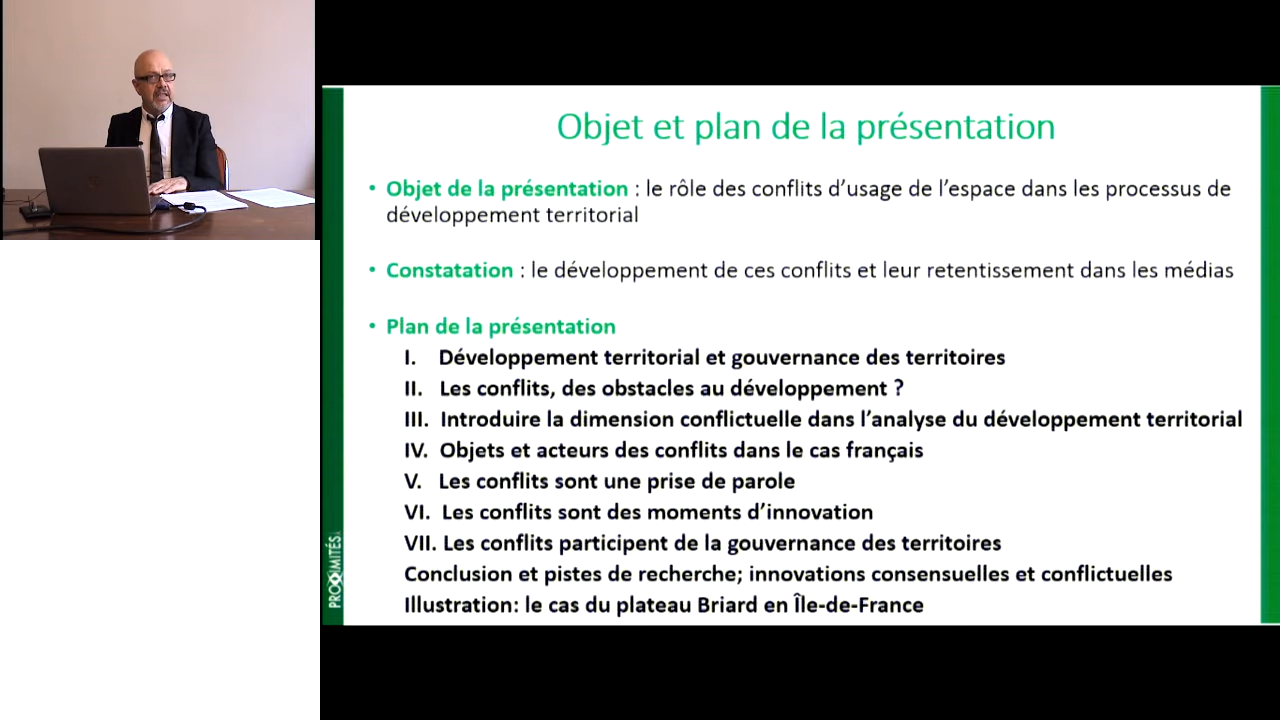 Objet et plan de la présentation
• Objet de la présentation : le rôle des conflits d’usage de l’espace dans les processus de
développement territorial
• Constatation : le développement de ces conflits et leur retentissement dans les médias
• Plan de la présentation
I. Développement territorial et gouvernance des territoires
II. Les conflits, des obstacles au développement ?
III. Introduire la dimension conflictuelle dans l’analyse du développement territorial
IV. Objets et acteurs des conflits dans le cas français
V. Les conflits sont une prise de parole
VI. Les conflits sont des moments d’innovation
VII. Les conflits participent de la gouvernance des territoires
Conclusion et pistes de recherche; innovations consensuelles et conflictuelles
Illustration: le cas du plateau Briard en Île-de-France
PROXIMITÉS